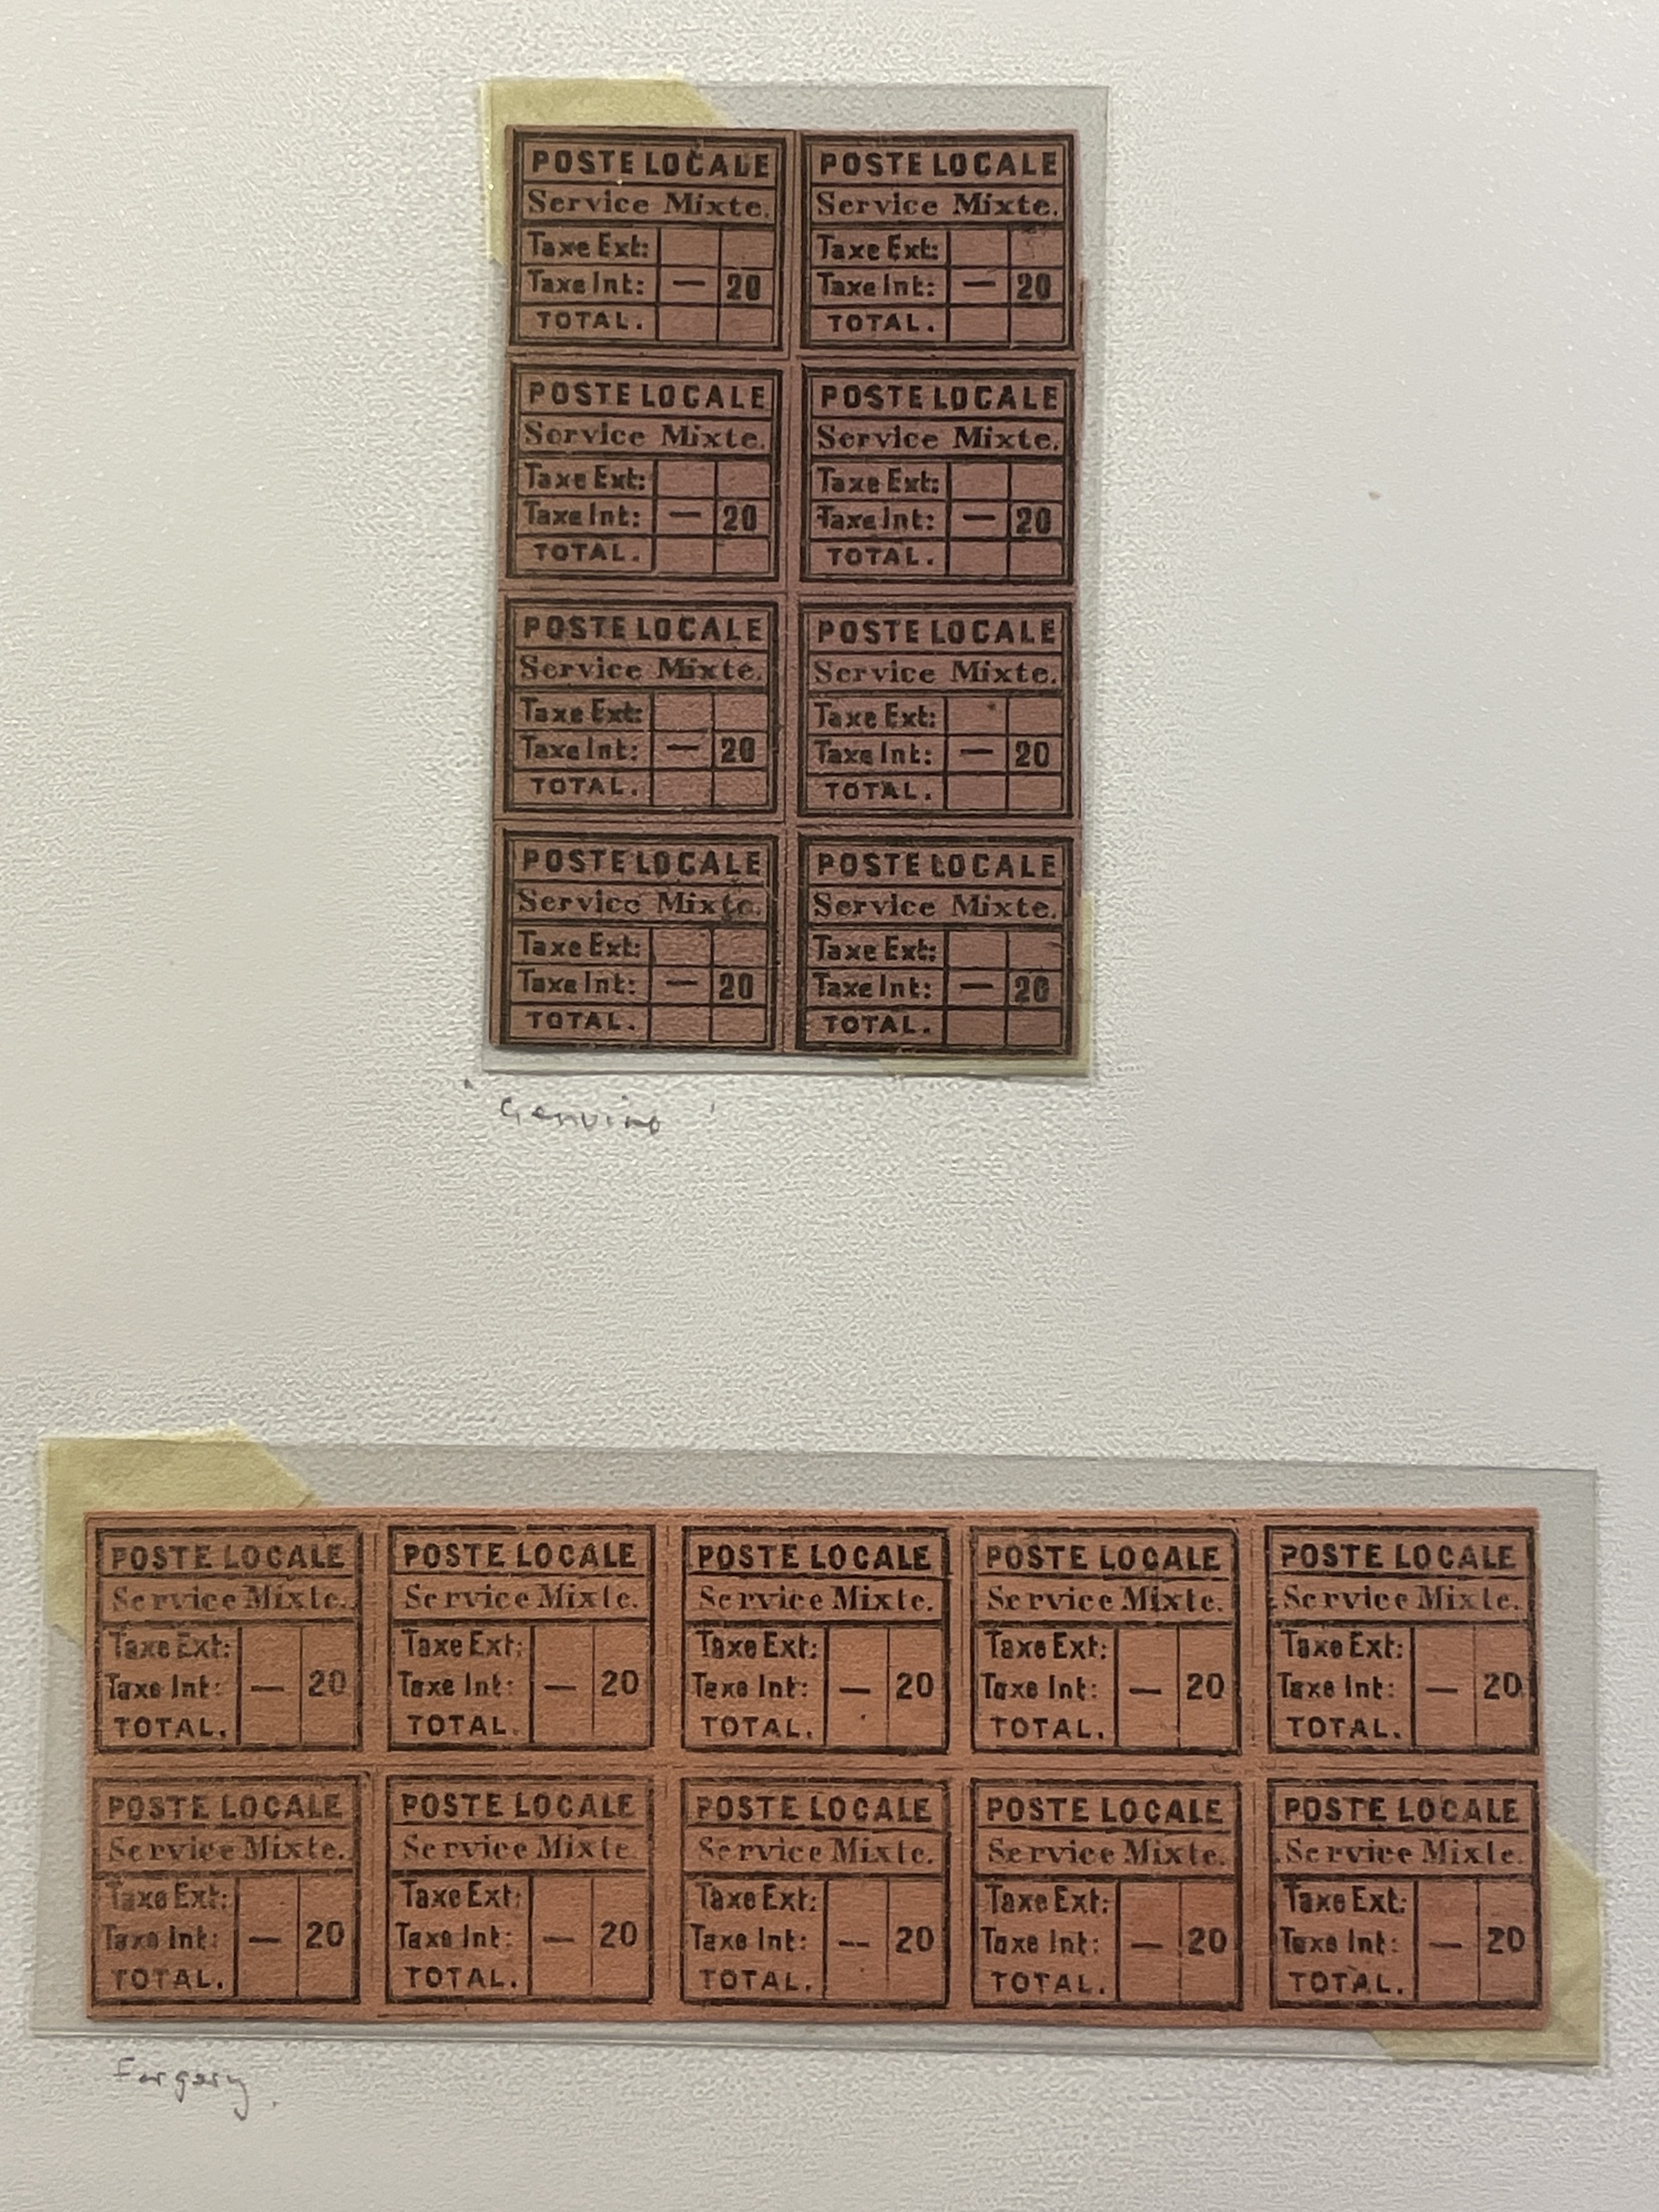 POSTE LOCALE POSTE LOCALE
Service Mixte. Service Mixte.
Taxe Ext: Taxe Ext:
Taxe Int: — 20 Taxe Int: — 20
TOTAL. TOTAL.
POSTE LOCALE POSTE LOCALE
Service Mixte. Service Mixte.
Taxe Ext: Taxe Ext:
Taxe Int: — 20 Taxe Int: — 20
TOTAL. TOTAL.
POSTE LOCALE POSTE LOCALE
Service Mixte. Service Mixte.
Taxe Ext: Taxe Ext:
Taxe Int: — 20 Taxe Int: — 20
TOTAL. TOTAL.
POSTE LOCALE POSTE LOCALE
Service Mixte. Service Mixte.
Taxe Ext: Taxe Ext:
Taxe Int: — 20 Taxe Int: — 20
TOTAL. TOTAL.
'Genuine'
POSTE LOCALE POSTE LOCALE POSTE LOCALE POSTE LOCALE POSTE LOCALE
Service Mixte. Service Mixte. Service Mixte. Service Mixte. Service Mixte.
Taxe Ext: Taxe Ext: Taxe Ext: Taxe Ext: Taxe Ext:
Taxe Int: — 20 Taxe Int: — 20 Taxe Int: — 20 Taxe Int: — 20 Taxe Int: — 20
TOTAL. TOTAL. TOTAL. TOTAL. TOTAL.
POSTE LOCALE POSTE LOCALE POSTE LOCALE POSTE LOCALE POSTE LOCALE
Service Mixte. Service Mixte Service Mixte. Service Mixte. Service Mixte.
Taxe Ext: Taxe Ext: Taxe Ext: Taxe Ext: Taxe Ext:
Taxe Int: — 20 Taxe Int: — 20 Taxe Int: — 20 Taxe Int: — 20 Taxe Int: — 20
TOTAL. TOTAL. TOTAL. TOTAL. TOTAL.
Forgery.